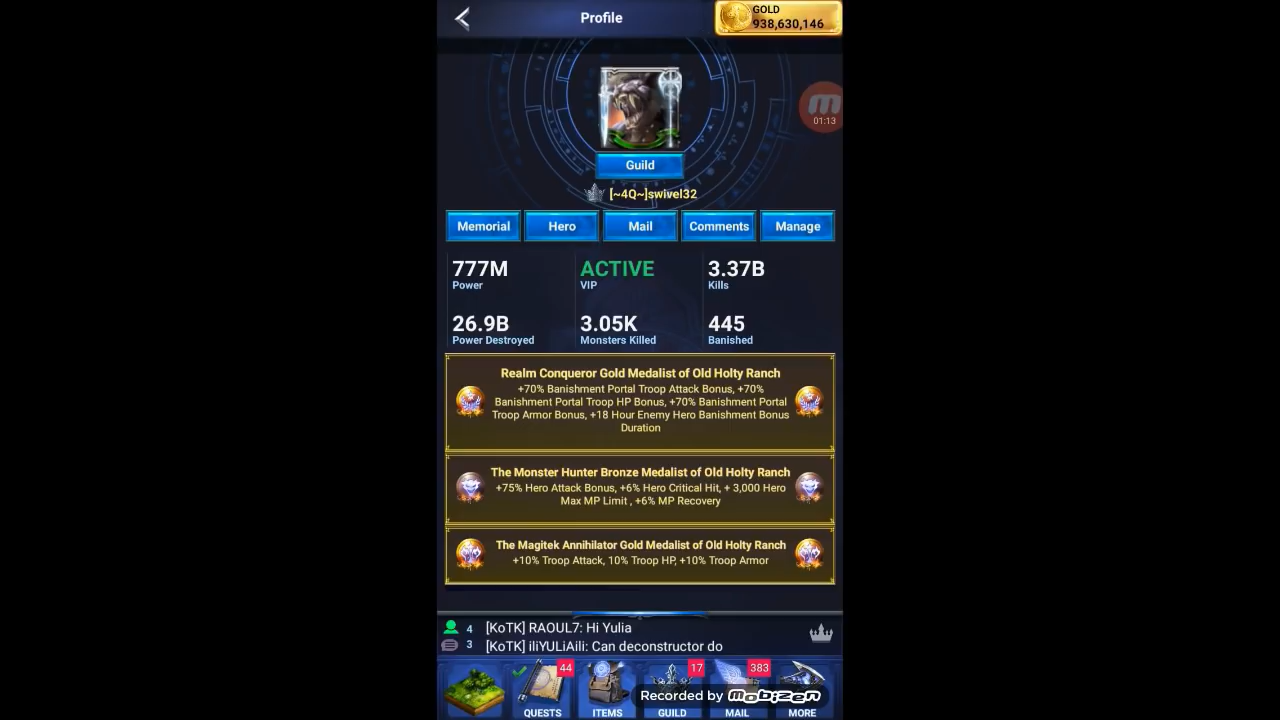 Profile
GOLD
938,630,146
01:13
Guild
[~4Q~]swivel32
Memorial
Hero
Mail
Comments
Manage
777M
Power
ACTIVE
VIP
3.37B
Kills
26.9B
Power Destroyed
3.05K
Monsters Killed
445
Banished
Realm Conqueror Gold Medalist of Old Holty Ranch
+70% Banishment Portal Troop Attack Bonus, +70%
Banishment Portal Troop HP Bonus, +70% Banishment Portal
Troop Armor Bonus, +18 Hour Enemy Hero Banishment Bonus
Duration
The Monster Hunter Bronze Medalist of Old Holty Ranch
+75% Hero Attack Bonus, +6% Hero Critical Hit, + 3,000 Hero
Max MP Limit , +6% MP Recovery
The Magitek Annihilator Gold Medalist of Old Holty Ranch
+10% Troop Attack, 10% Troop HP, +10% Troop Armor
4 [KoTK] RAOUL7: Hi Yulia
3 [KoTK] iliYULiAili: Can deconstructor do
44
17
383
Recorded by Mobizen
QUESTS
ITEMS
GUILD
MAIL
MORE